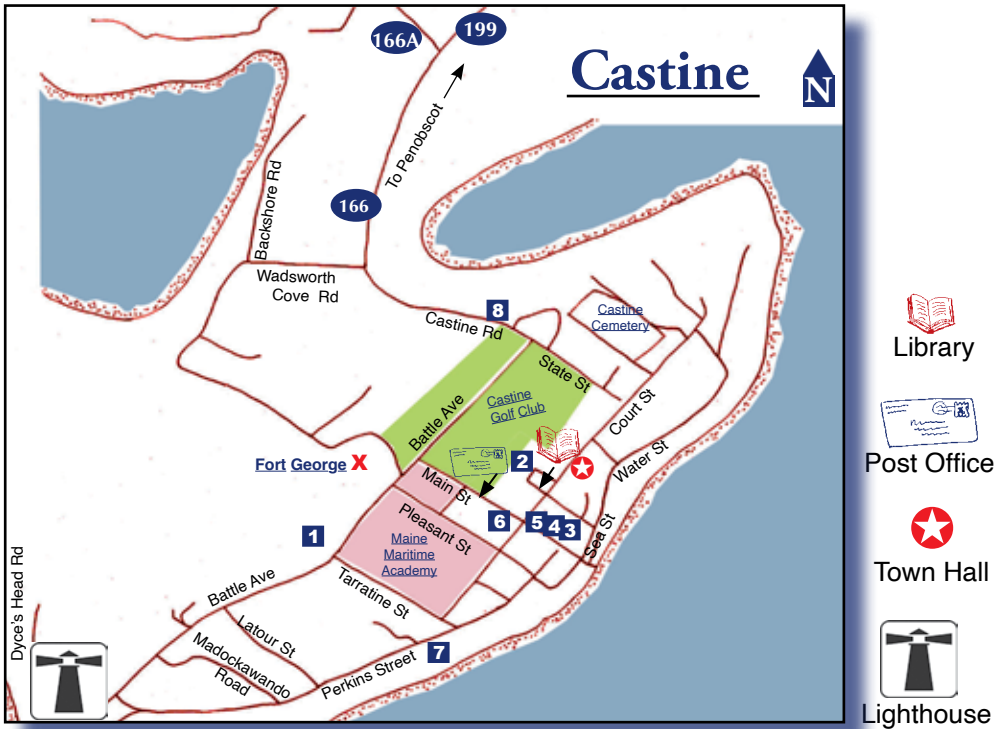 166A
199
Castine
N
To Penobscot
Backshore Rd
166
Wadsworth
Cove Rd
8
Castine Rd
Castine
Cemetery
State St
Library
Battle Ave
Castine
Golf Club
Court St
Post Office
Fort George X
2
Water St
Main St
6
5
4
3
Sea St
1
Pleasant St
Maine
Maritime
Academy
Town Hall
Dyce's Head Rd
Battle Ave
Tarratine St
Latour St
Madockawando
Road
Perkins Street
7
Lighthouse